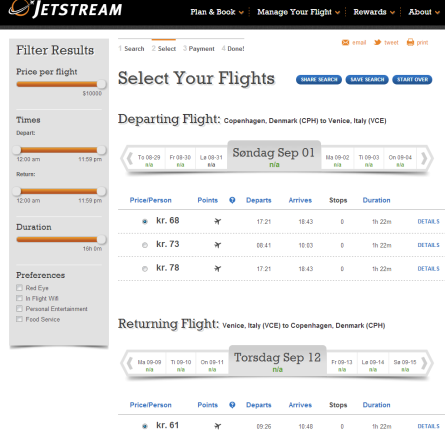 JETSTREAM
Plan & Book Manage Your Flight Rewards About
Filter Results
Price per flight
$10000
Times
Depart:
12:00 am 11:59 pm
Return:
12:00 am 11:59 pm
Duration
15h 0m
Preferences
Red Eye
In Flight Wifi
Personal Entertainment
Food Service
1 Search 2 Select 3 Payment 4 Done!
email tweet print
Select Your Flights
SHARE SEARCH SAVE SEARCH START OVER
Departing Flight: Copenhagen, Denmark (CPH) to Venice, Italy (VCE)
To 08-29 Fr 08-30 Lø 08-31 Søndag Sep 01 Ma 09-02 Ti 09-03 On 09-04
n/a n/a n/a n/a n/a n/a n/a
Price/Person Points ? Departs Arrives Stops Duration
kr. 68 17:21 18:43 0 1h 22m DETAILS
kr. 73 08:41 10:03 0 1h 22m DETAILS
kr. 78 17:21 18:43 0 1h 22m DETAILS
Returning Flight: Venice, Italy (VCE) to Copenhagen, Denmark (CPH)
Ma 09-09 Ti 09-10 On 09-11 Torsdag Sep 12 Fr 09-13 Lø 09-14 Sø 09-15
n/a n/a n/a n/a n/a n/a n/a
Price/Person Points ? Departs Arrives Stops Duration
kr. 61 09:26 10:48 0 1h 22m DETAILS